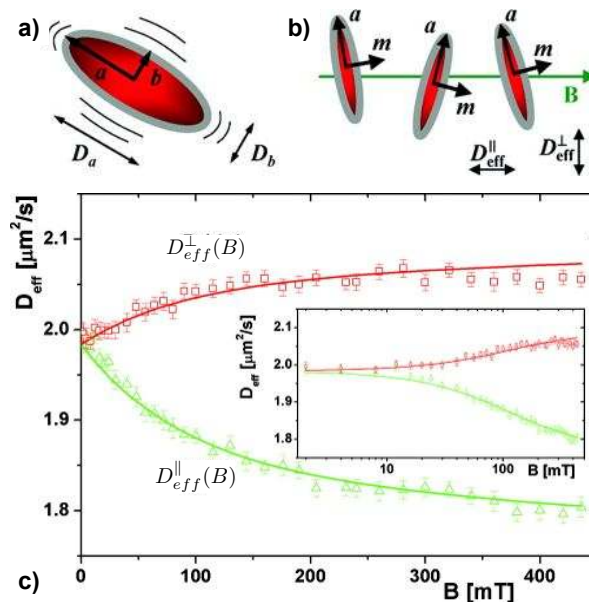 a)
a
b
D_a
D_b
b)
a
a
a
m
m
m
B
D_eff^||
D_eff^⊥
D_eff [μm²/s]
2.1
2.0
1.9
1.8
D_eff^⊥(B)
D_eff^||(B)
D_eff [μm²/s]
2.1
2.0
1.9
1.8
10
100
B [mT]
0
100
200
300
400
c)
B [mT]